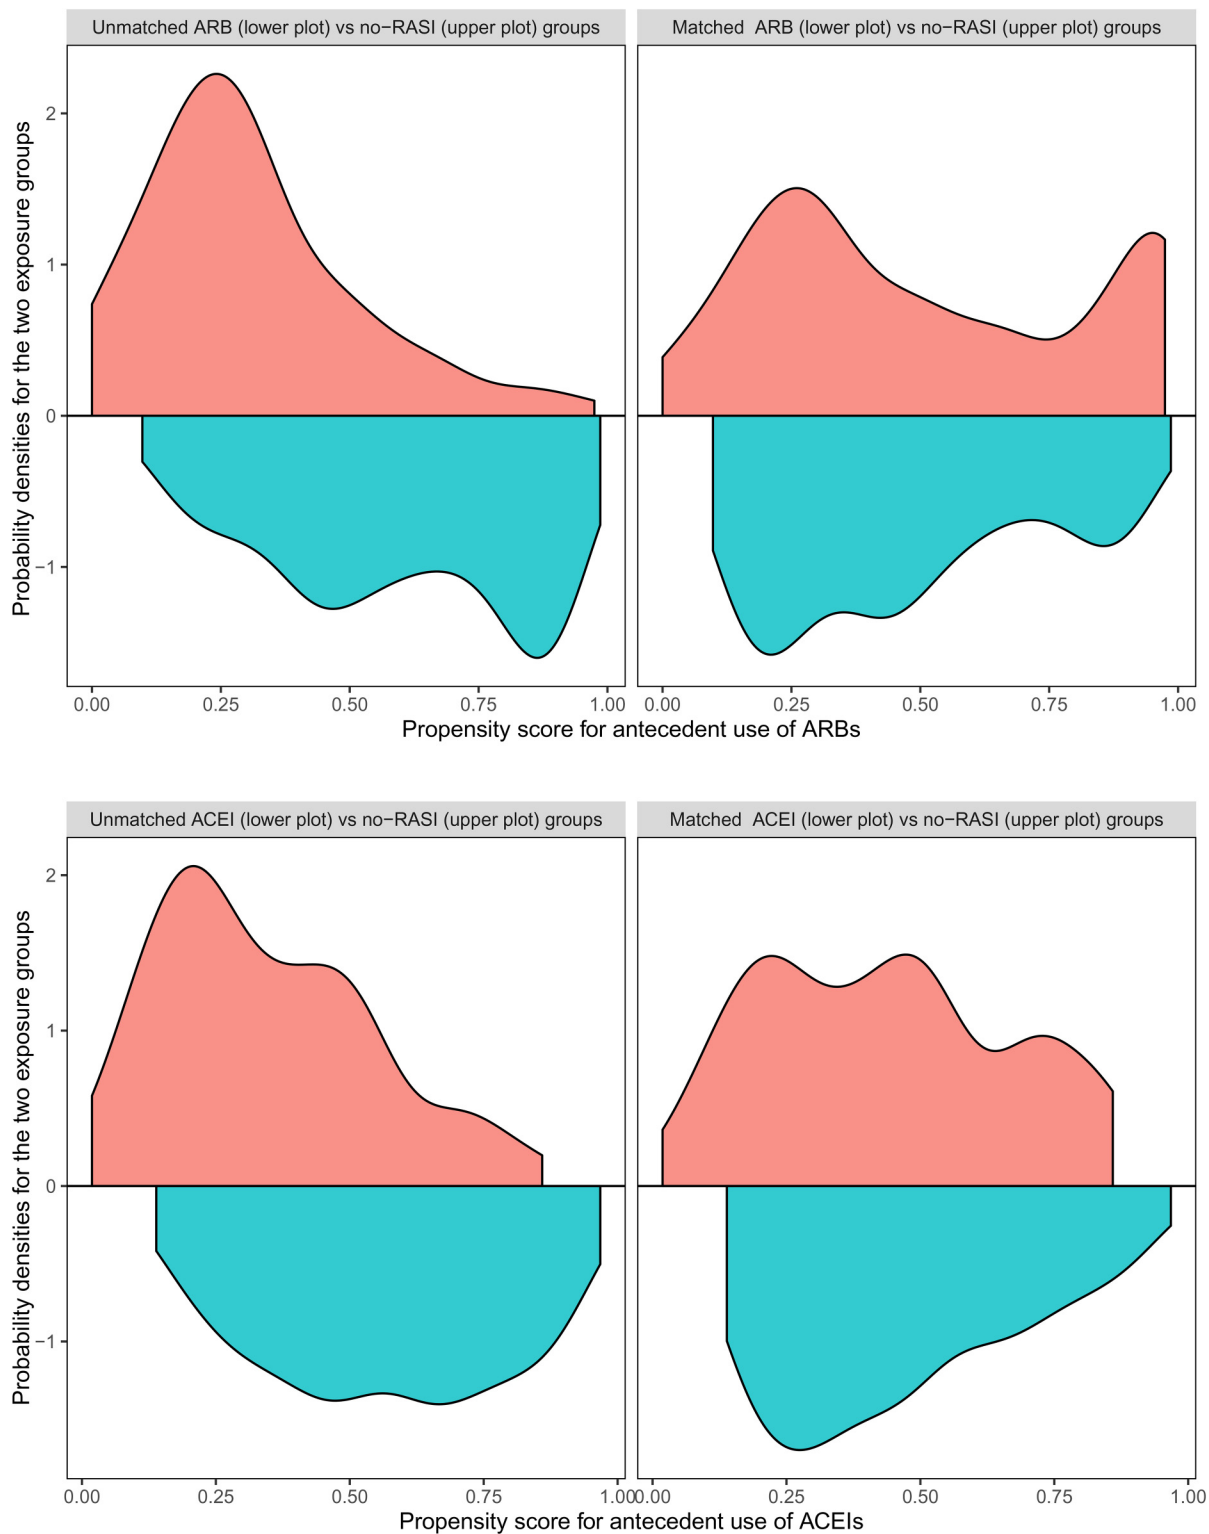 Unmatched ARB (lower plot) vs no−RASI (upper plot) groups
Matched  ARB (lower plot) vs no−RASI (upper plot) groups
Probability densities for the two exposure groups
2
1
0
−1
0.00 0.25 0.50 0.75 1.00
0.00 0.25 0.50 0.75 1.00
Propensity score for antecedent use of ARBs
Unmatched ACEI (lower plot) vs no−RASI (upper plot) groups
Matched  ACEI (lower plot) vs no−RASI (upper plot) groups
Probability densities for the two exposure groups
2
1
0
−1
0.00 0.25 0.50 0.75 1.00
0.00 0.25 0.50 0.75 1.00
Propensity score for antecedent use of ACEIs